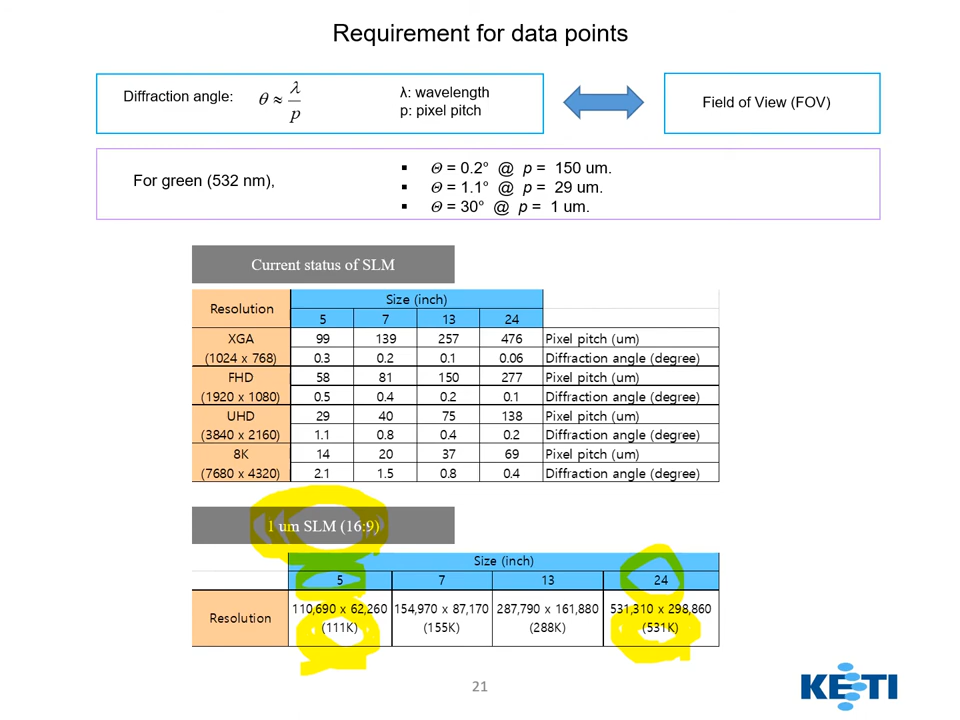 Requirement for data points
Diffraction angle: θ ≈ λ / p
λ: wavelength
p: pixel pitch
Field of View (FOV)
For green (532 nm),
▪ Θ = 0.2° @ p = 150 um.
▪ Θ = 1.1° @ p = 29 um.
▪ Θ = 30° @ p = 1 um.
Current status of SLM
Resolution Size (inch)
5 7 13 24
XGA 99 139 257 476 Pixel pitch (um)
(1024 x 768) 0.3 0.2 0.1 0.06 Diffraction angle (degree)
FHD 58 81 150 277 Pixel pitch (um)
(1920 x 1080) 0.5 0.4 0.2 0.1 Diffraction angle (degree)
UHD 29 40 75 138 Pixel pitch (um)
(3840 x 2160) 1.1 0.8 0.4 0.2 Diffraction angle (degree)
8K 14 20 37 69 Pixel pitch (um)
(7680 x 4320) 2.1 1.5 0.8 0.4 Diffraction angle (degree)
1 um SLM (16:9)
Size (inch)
5 7 13 24
Resolution 110,690 x 62,260 154,970 x 87,170 287,790 x 161,880 531,310 x 298,860
(111K) (155K) (288K) (531K)
21
KETI